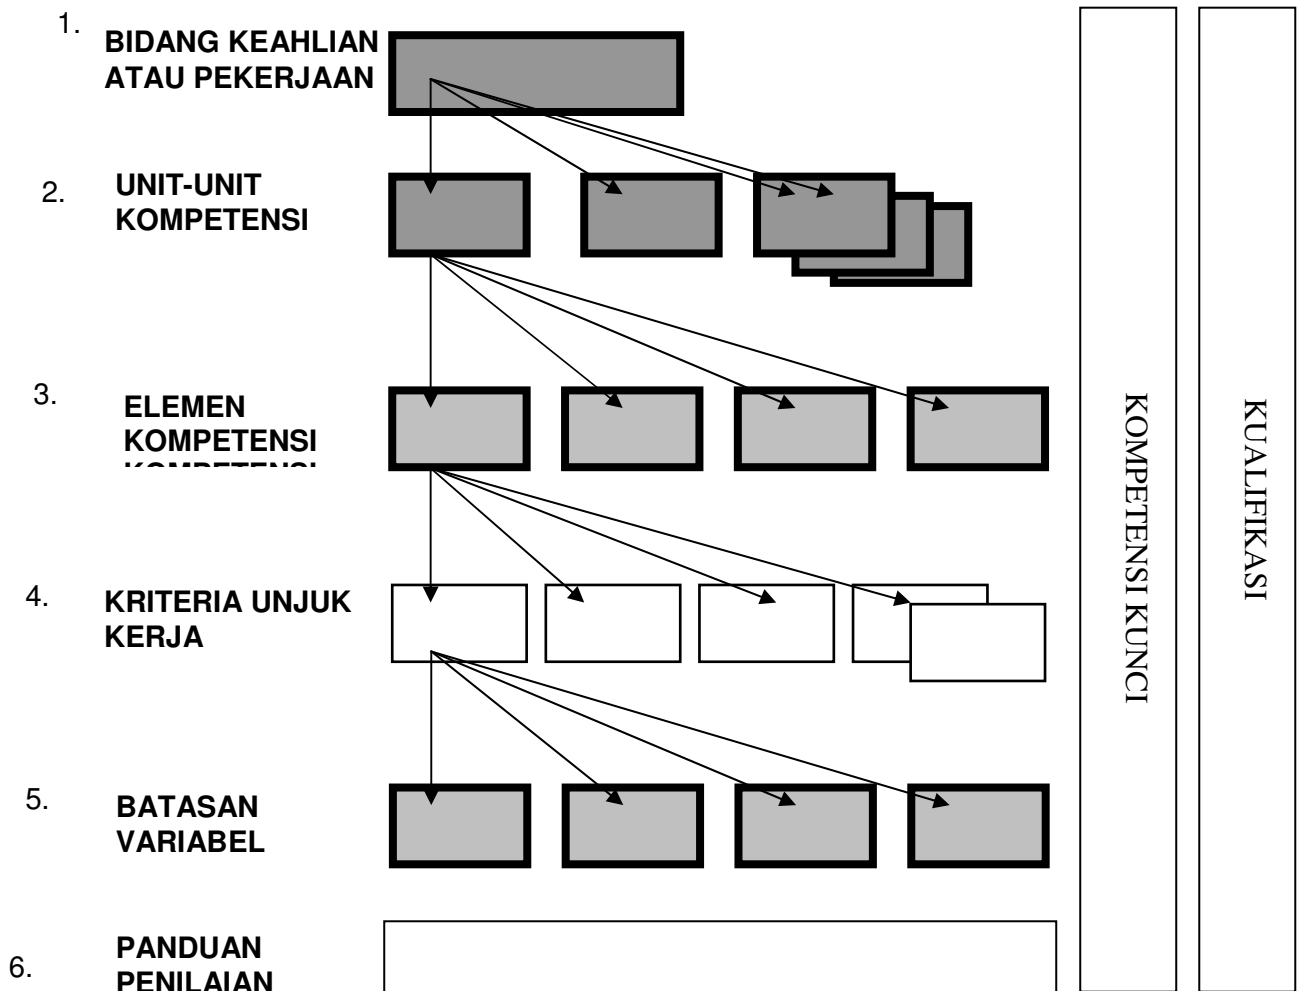 1.
BIDANG KEAHLIAN
ATAU PEKERJAAN
2.
UNIT-UNIT
KOMPETENSI
3.
ELEMEN
KOMPETENSI
KOMPETENSI
4.
KRITERIA UNJUK
KERJA
5.
BATASAN
VARIABEL
6.
PANDUAN
PENILAIAN
KOMPETENSI KUNCI
KUALIFIKASI